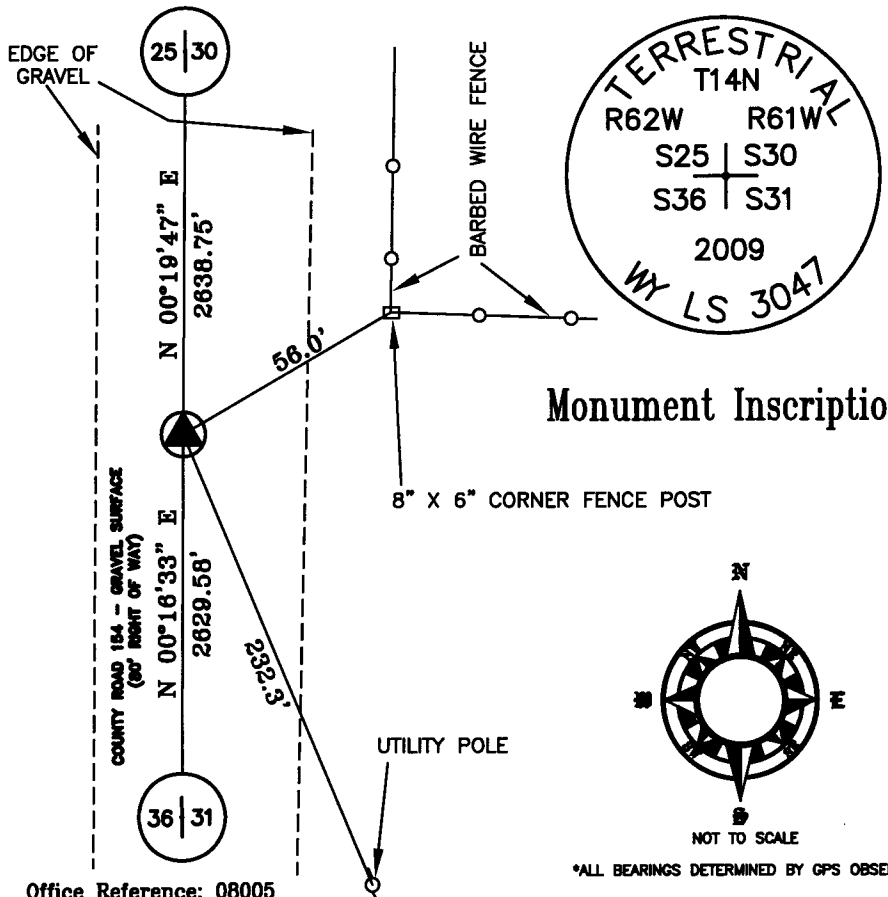 EDGE OF
GRAVEL
25 30
N 00°19'47" E
2638.75'
BARBED WIRE FENCE
TERRESTRIAL
T14N
R62W R61W
S25 S30
S36 S31
2009
WY LS 3047
56.0'
Monument Inscriptio
8" X 6" CORNER FENCE POST
COUNTY ROAD 154 - GRAVEL SURFACE
(80' RIGHT OF WAY)
N 00°16'33" E
2629.58'
232.3'
UTILITY POLE
36 31
N
W
E
S
NOT TO SCALE
*ALL BEARINGS DETERMINED BY GPS OBSE
Office Reference: 08005